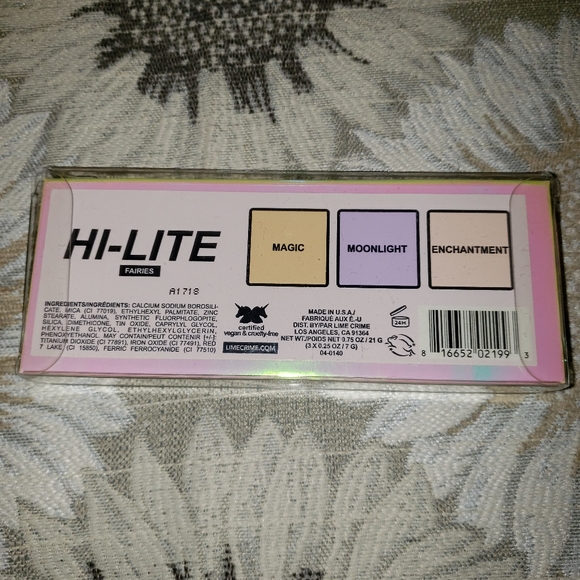 HI-LITE
FAIRIES
MAGIC
MOONLIGHT
ENCHANTMENT
A1718
INGREDIENTS/INGRÉDIENTS: CALCIUM SODIUM BOROSILI-
CATE, MICA (CI 77019), ETHYLHEXYL PALMITATE, ZINC
STEARATE, ALUMINA, SYNTHETIC FLUORPHLOGOPITE,
SILICA, DIMETHICONE, TIN OXIDE, CAPRYLYL GLYCOL,
HEXYLENE GLYCOL, ETHYLHEXYLGLYCERIN,
PHENOXYETHANOL. MAY CONTAIN/PEUT CONTENIR [+/-]:
TITANIUM DIOXIDE (CI 77891), IRON OXIDE (CI 77491), RED
7 LAKE, (CI 15850), FERRIC FERROCYANIDE (CI 77510)
certified
vegan & cruelty-free
LIMECRIME.COM
MADE IN U.S.A./
FABRIQUÉ AUX É.-U
DIST. BY/PAR LIME CRIME
LOS ANGELES, CA 91364
NET WT./POIDS NET 0.75 OZ/ 21 G
(3 X 0.25 OZ/ 7 G)
04-0140
24M
8 16652 02199 3